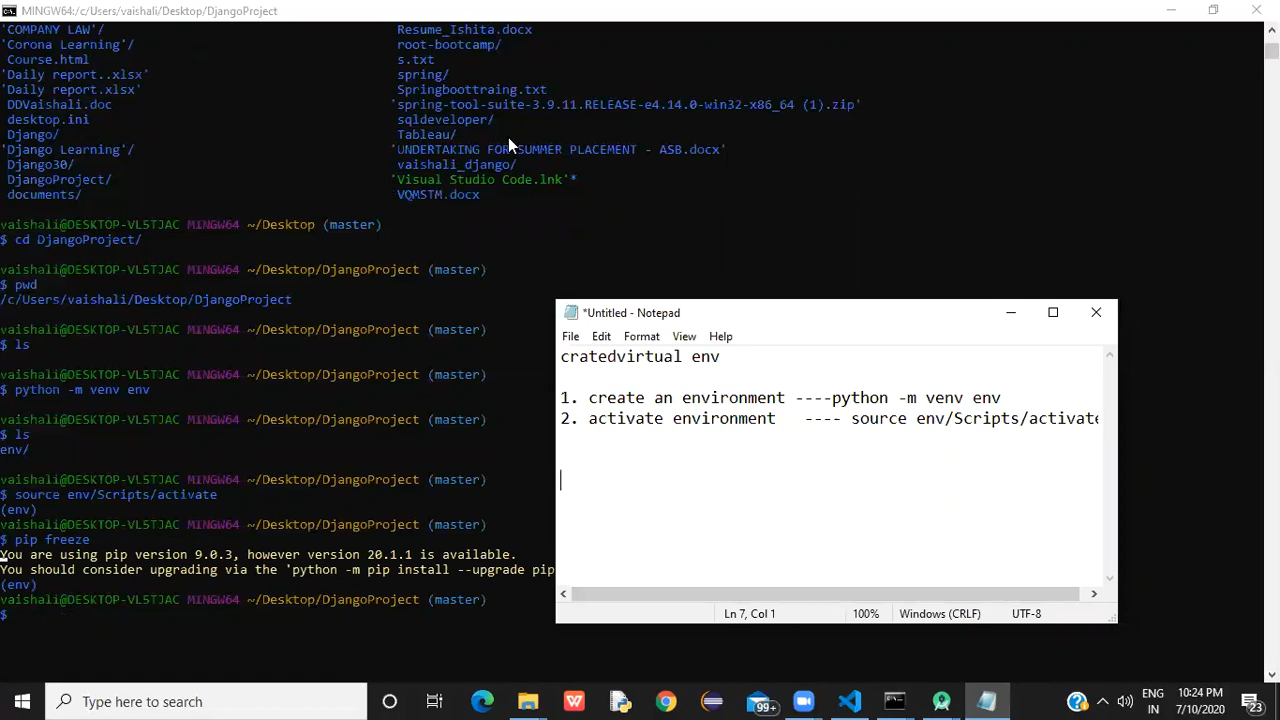 MINGW64:/c/Users/vaishali/Desktop/DjangoProject
'COMPANY LAW'/ Resume_Ishita.docx
'Corona Learning'/ root-bootcamp/
Course.html s.txt
'Daily report..xlsx' spring/
'Daily report.xlsx' Springboottraing.txt
DDVaishali.doc 'spring-tool-suite-3.9.11.RELEASE-e4.14.0-win32-x86_64 (1).zip'
desktop.ini sqldeveloper/
Django/ Tableau/
'Django Learning'/ 'UNDERTAKING FOR SUMMER PLACEMENT - ASB.docx'
Django30/ vaishali_django/
DjangoProject/ 'Visual Studio Code.lnk'*
documents/ VQMSTM.docx
vaishali@DESKTOP-VL5TJAC MINGW64 ~/Desktop (master)
$ cd DjangoProject/
vaishali@DESKTOP-VL5TJAC MINGW64 ~/Desktop/DjangoProject (master)
$ pwd
/c/Users/vaishali/Desktop/DjangoProject
vaishali@DESKTOP-VL5TJAC MINGW64 ~/Desktop/DjangoProject (master)
$ ls
vaishali@DESKTOP-VL5TJAC MINGW64 ~/Desktop/DjangoProject (master)
$ python -m venv env
vaishali@DESKTOP-VL5TJAC MINGW64 ~/Desktop/DjangoProject (master)
$ ls
env/
vaishali@DESKTOP-VL5TJAC MINGW64 ~/Desktop/DjangoProject (master)
$ source env/Scripts/activate
(env)
vaishali@DESKTOP-VL5TJAC MINGW64 ~/Desktop/DjangoProject (master)
$ pip freeze
You are using pip version 9.0.3, however version 20.1.1 is available.
You should consider upgrading via the 'python -m pip install --upgrade pip
(env)
vaishali@DESKTOP-VL5TJAC MINGW64 ~/Desktop/DjangoProject (master)
$
*Untitled - Notepad
File Edit Format View Help
cratedvirtual env
1. create an environment ----python -m venv env
2. activate environment ---- source env/Scripts/activate
Ln 7, Col 1 100% Windows (CRLF) UTF-8
Type here to search
99+
ENG
IN
10:24 PM
7/10/2020
23